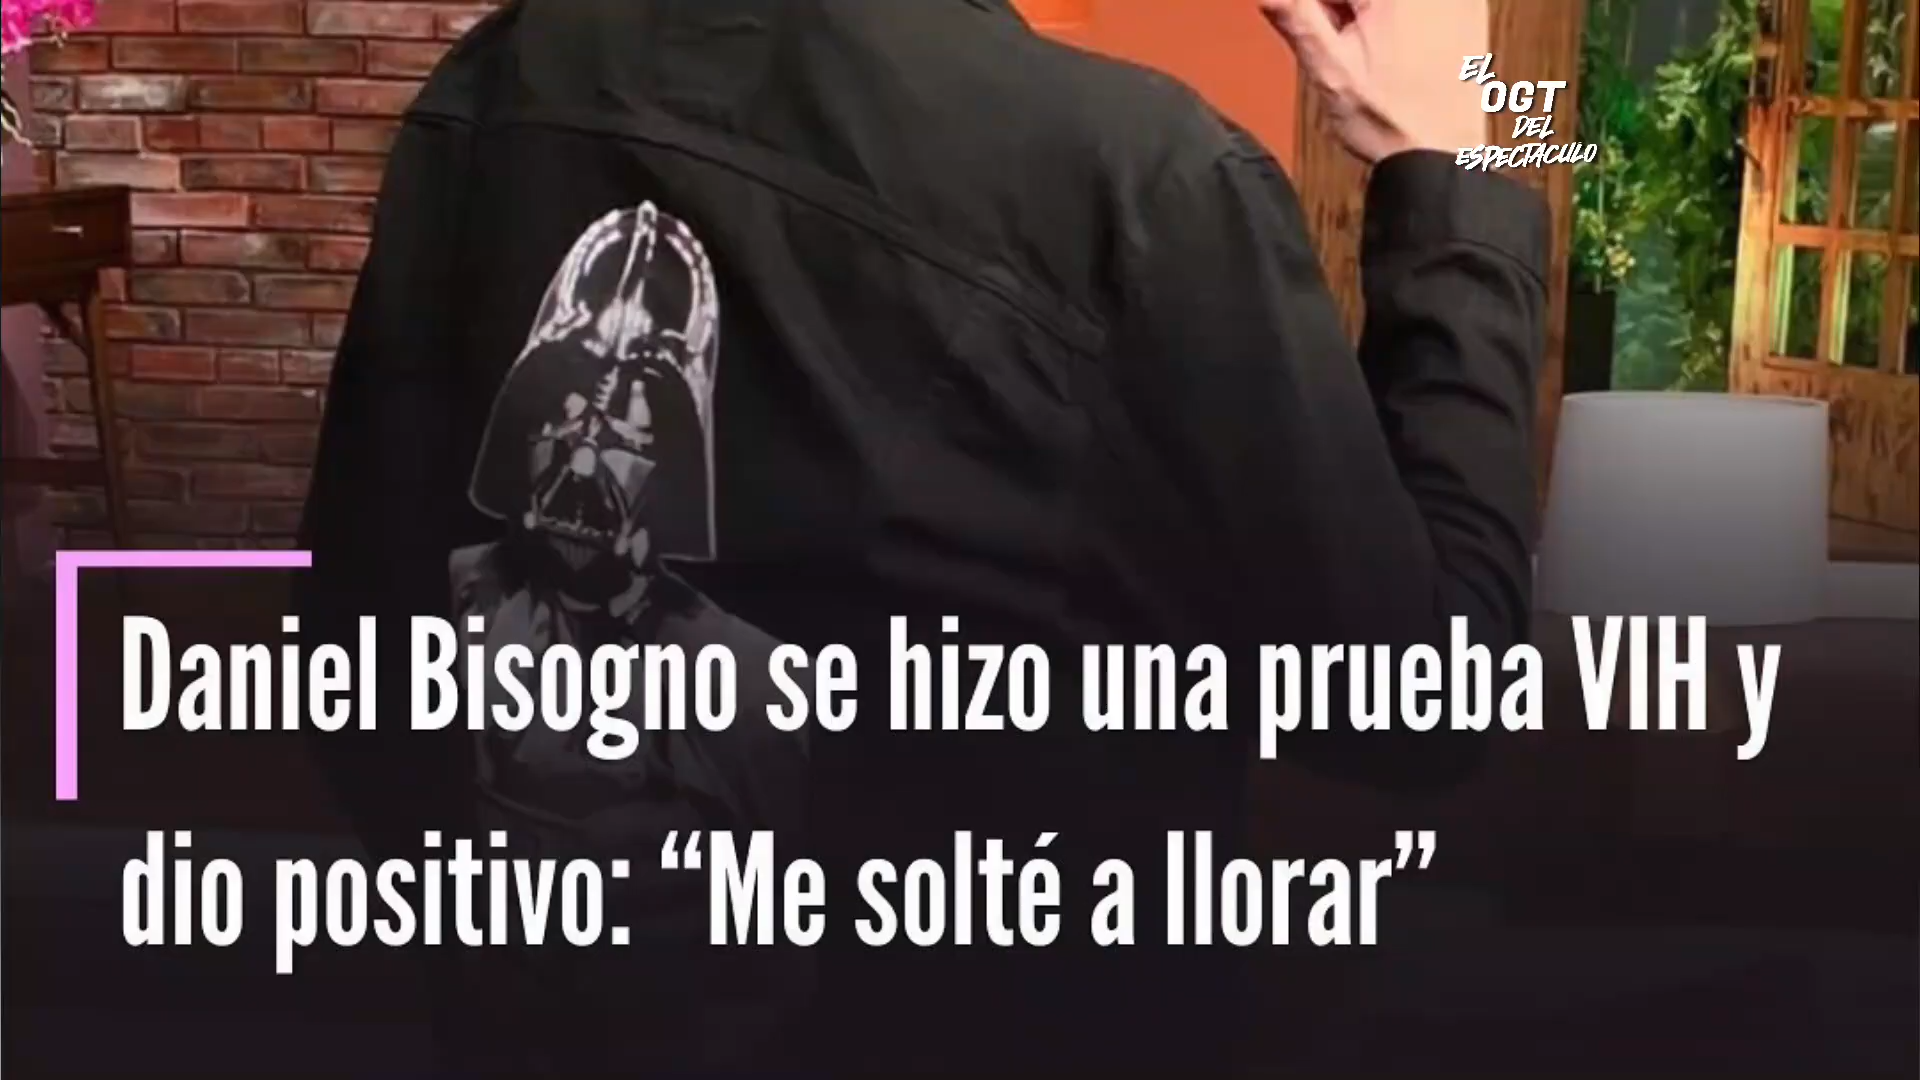 EL
OGT
DEL
ESPECTACULO
Daniel Bisogno se hizo una prueba VIH y
dio positivo: “Me solté a llorar”